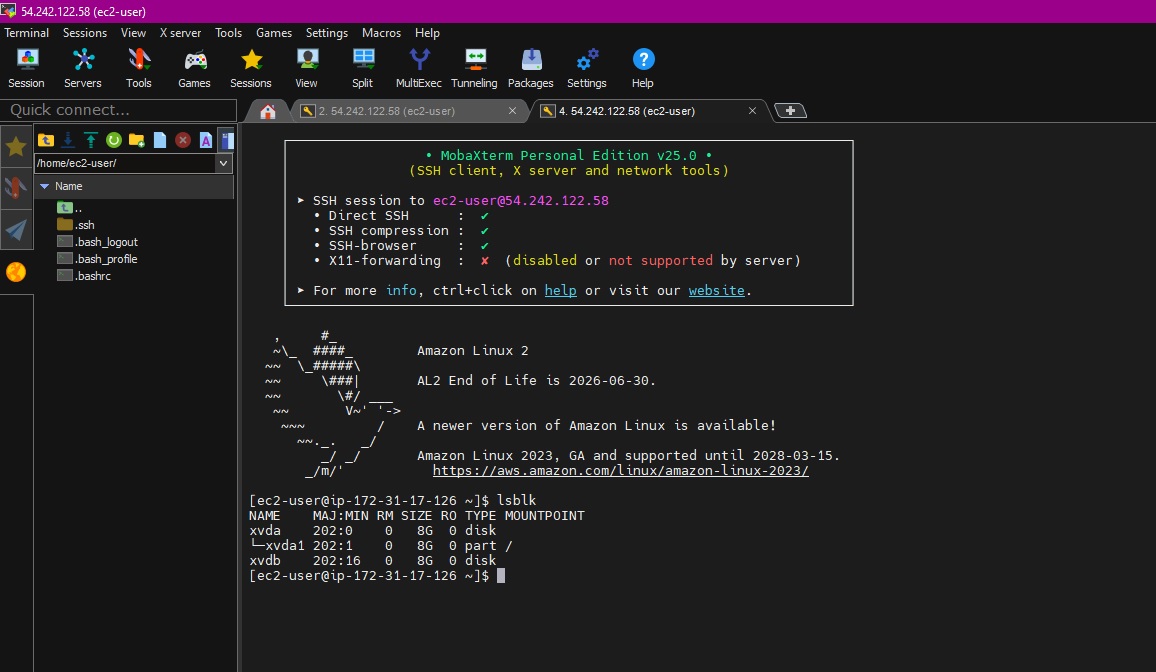 54.242.122.58 (ec2-user)
Terminal Sessions View X server Tools Games Settings Macros Help
Session Servers Tools Games Sessions View Split MultiExec Tunneling Packages Settings Help
Quick connect...
2. 54.242.122.58 (ec2-user)
4. 54.242.122.58 (ec2-user)
/home/ec2-user/
Name
..
.ssh
.bash_logout
.bash_profile
.bashrc
• MobaXterm Personal Edition v25.0 •
(SSH client, X server and network tools)
➤ SSH session to ec2-user@54.242.122.58
• Direct SSH : ✔
• SSH compression : ✔
• SSH-browser : ✔
• X11-forwarding : ✘ (disabled or not supported by server)
➤ For more info, ctrl+click on help or visit our website.
   ,     #_
   ~\_  ####_        Amazon Linux 2
  ~~  \_#####\
  ~~     \###|       AL2 End of Life is 2026-06-30.
  ~~       \#/ ___
   ~~       V~' '->
    ~~~         /    A newer version of Amazon Linux is available!
      ~~._.   _/
         _/ _/       Amazon Linux 2023, GA and supported until 2028-03-15.
       _/m/'           https://aws.amazon.com/linux/amazon-linux-2023/
[ec2-user@ip-172-31-17-126 ~]$ lsblk
NAME    MAJ:MIN RM SIZE RO TYPE MOUNTPOINT
xvda    202:0    0   8G  0 disk
└─xvda1 202:1    0   8G  0 part /
xvdb    202:16   0   8G  0 disk
[ec2-user@ip-172-31-17-126 ~]$